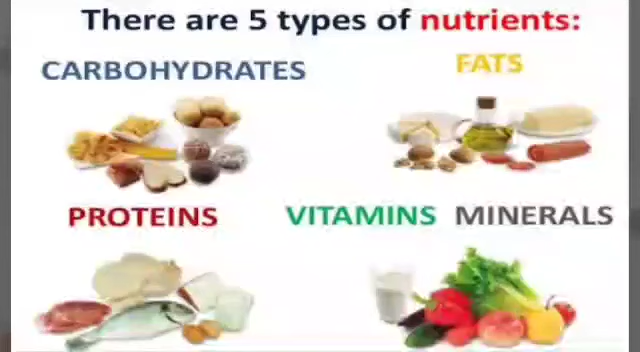 There are 5 types of nutrients:
CARBOHYDRATES
FATS
PROTEINS
VITAMINS MINERALS